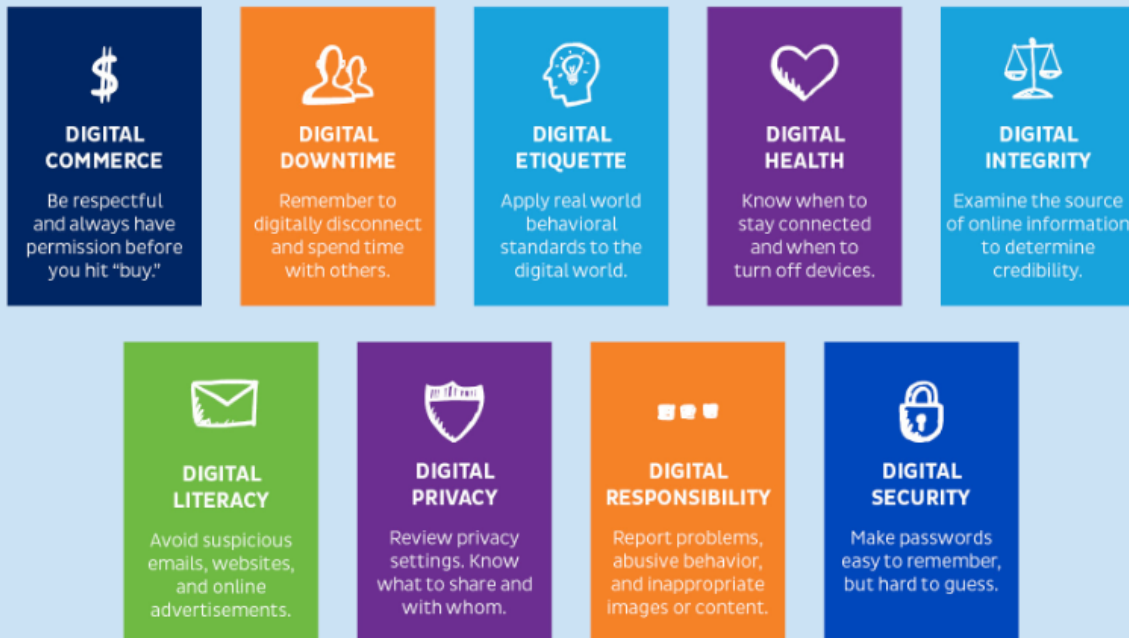 DIGITAL
COMMERCE
Be respectful
and always have
permission before
you hit “buy.”
DIGITAL
DOWNTIME
Remember to
digitally disconnect
and spend time
with others.
DIGITAL
ETIQUETTE
Apply real world
behavioral
standards to the
digital world.
DIGITAL
HEALTH
Know when to
stay connected
and when to
turn off devices.
DIGITAL
INTEGRITY
Examine the source
of online information
to determine
credibility.
DIGITAL
LITERACY
Avoid suspicious
emails, websites,
and online
advertisements.
DIGITAL
PRIVACY
Review privacy
settings. Know
what to share and
with whom.
DIGITAL
RESPONSIBILITY
Report problems,
abusive behavior,
and inappropriate
images or content.
DIGITAL
SECURITY
Make passwords
easy to remember,
but hard to guess.